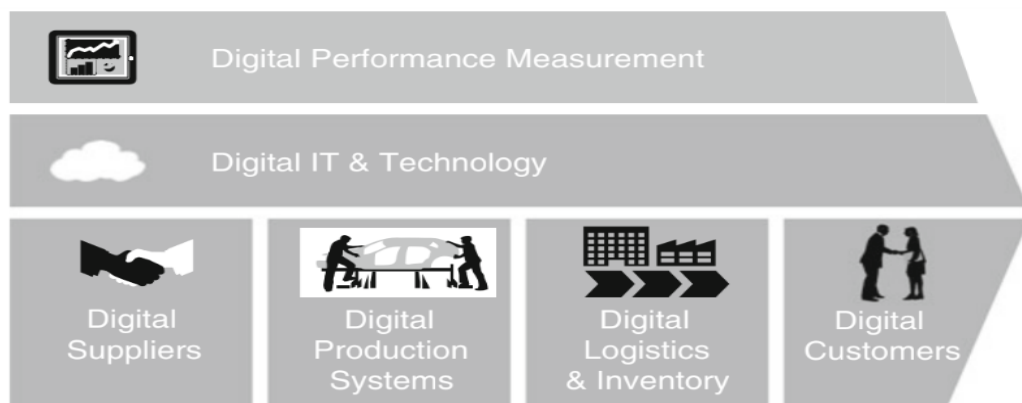 Digital Performance Measurement
Digital IT & Technology
Digital
Suppliers
Digital
Production
Systems
Digital
Logistics
& Inventory
Digital
Customers